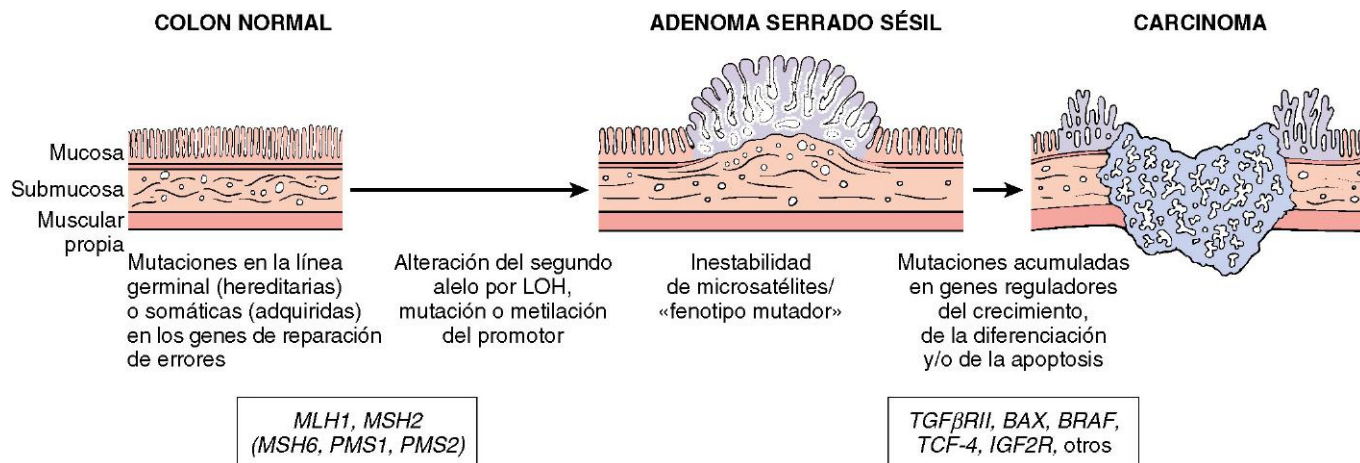 COLON NORMAL
ADENOMA SERRADO SÉSIL
CARCINOMA
Mucosa
Submucosa
Muscular
propia
Mutaciones en la línea
germinal (hereditarias)
o somáticas (adquiridas)
en los genes de reparación
de errores
Alteración del segundo
alelo por LOH,
mutación o metilación
del promotor
Inestabilidad
de microsatélites/
«fenotipo mutador»
Mutaciones acumuladas
en genes reguladores
del crecimiento,
de la diferenciación
y/o de la apoptosis
MLH1, MSH2
(MSH6, PMS1, PMS2)
TGFβRII, BAX, BRAF,
TCF-4, IGF2R, otros